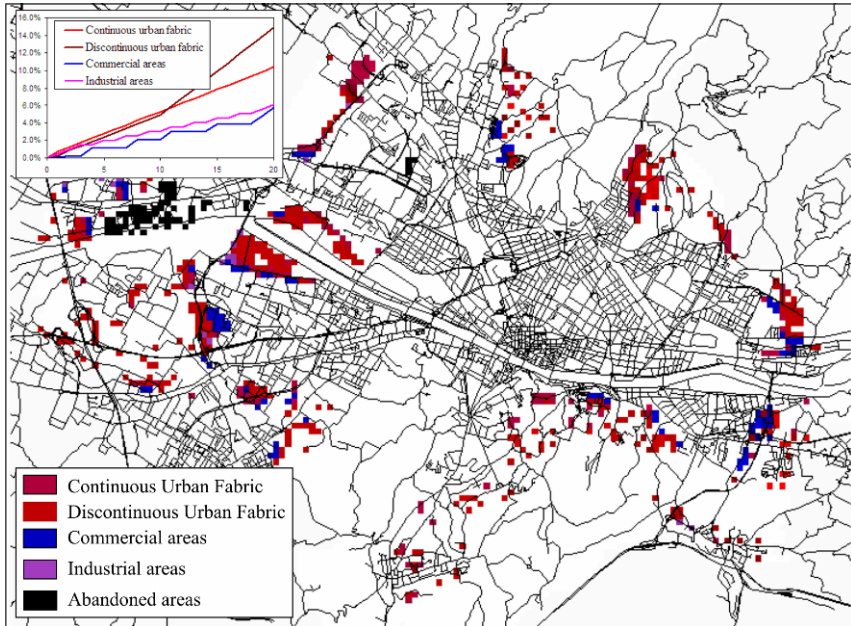 16.0%
14.0%
12.0%
10.0%
8.0%
6.0%
4.0%
2.0%
0.0%
Continuous urban fabric
Discontinuous urban fabric
Commercial areas
Industrial areas
0 5 10 15 20
Continuous Urban Fabric
Discontinuous Urban Fabric
Commercial areas
Industrial areas
Abandoned areas